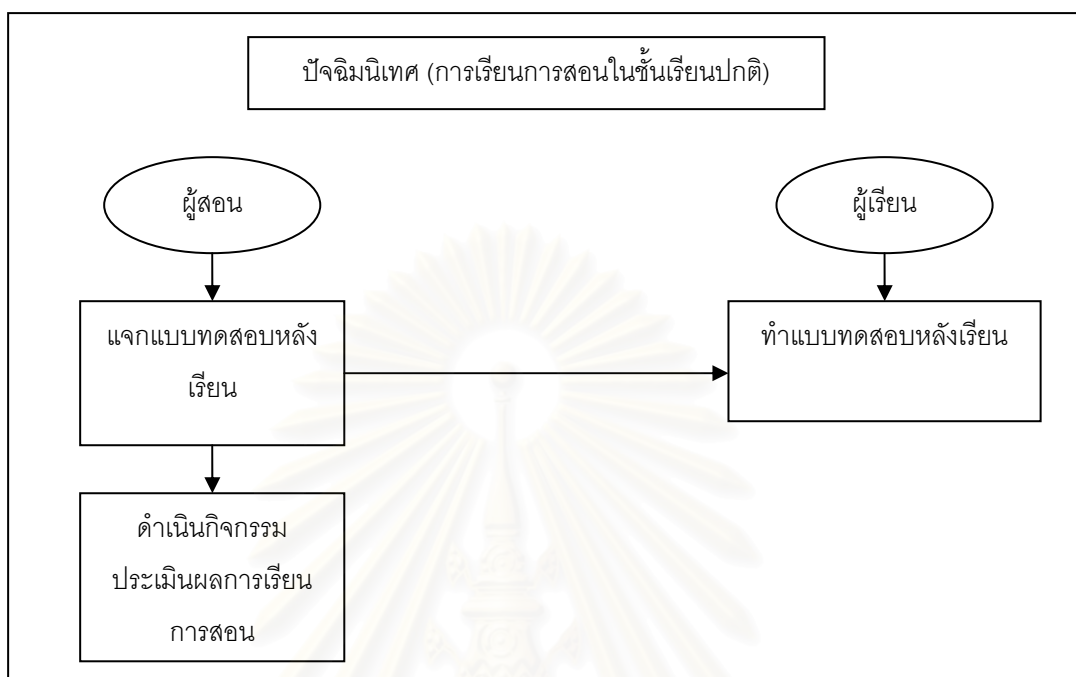 ปัจฉิมนิเทศ (การเรียนการสอนในชั้นเรียนปกติ)
ผู้สอน
ผู้เรียน
แจกแบบทดสอบหลัง
เรียน
ทำแบบทดสอบหลังเรียน
ดำเนินกิจกรรม
ประเมินผลการเรียน
การสอน